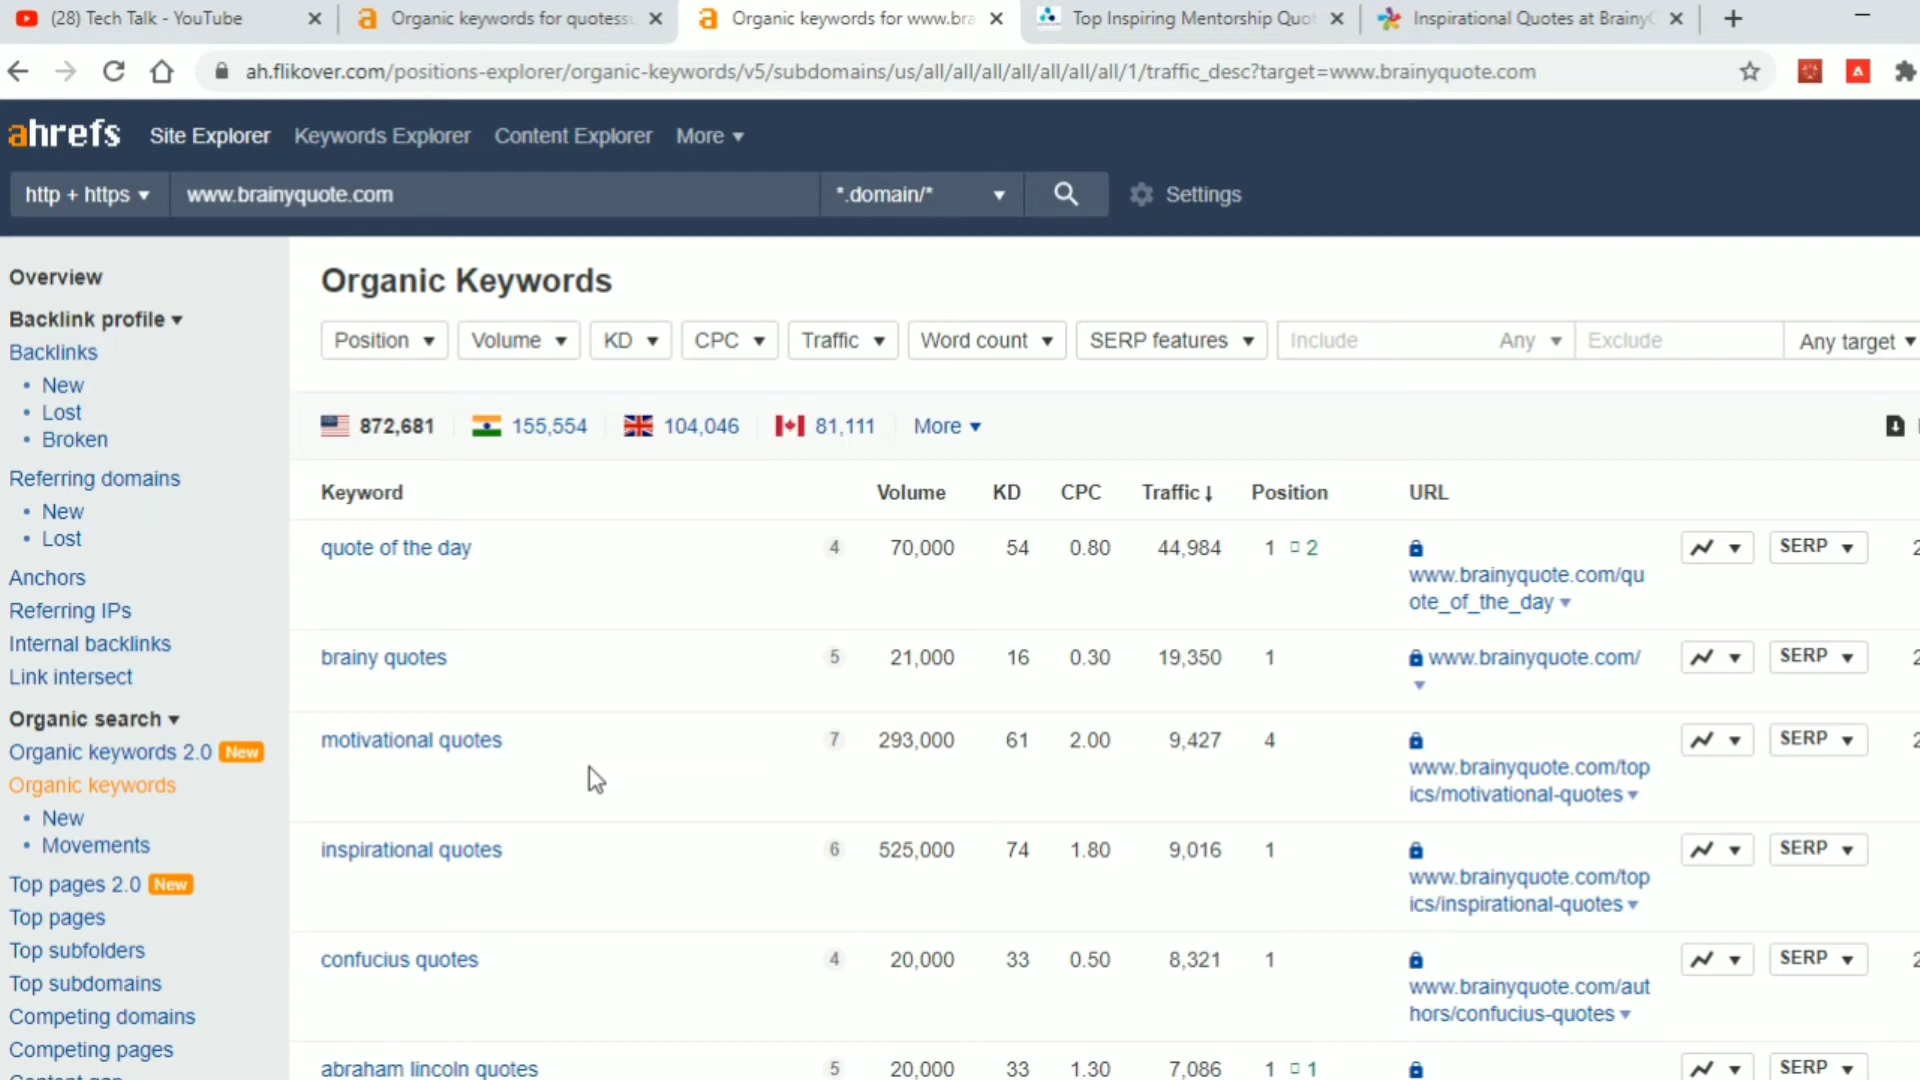 (28) Tech Talk - YouTube
Organic keywords for quotess
Organic keywords for www.bra
Top Inspiring Mentorship Quot
Inspirational Quotes at BrainyQ
ah.flikover.com/positions-explorer/organic-keywords/v5/subdomains/us/all/all/all/all/all/all/all/1/traffic_desc?target=www.brainyquote.com
ahrefs Site Explorer Keywords Explorer Content Explorer More
http + https www.brainyquote.com *.domain/* Settings
Overview
Backlink profile
Backlinks
• New
• Lost
• Broken
Referring domains
• New
• Lost
Anchors
Referring IPs
Internal backlinks
Link intersect
Organic search
Organic keywords 2.0 New
Organic keywords
• New
• Movements
Top pages 2.0 New
Top pages
Top subfolders
Top subdomains
Competing domains
Competing pages
Organic Keywords
Position Volume KD CPC Traffic Word count SERP features Include Any Exclude Any target
872,681 155,554 104,046 81,111 More
Keyword Volume KD CPC Traffic↓ Position URL
quote of the day 4 70,000 54 0.80 44,984 1 2 SERP
www.brainyquote.com/qu
ote_of_the_day
brainy quotes 5 21,000 16 0.30 19,350 1 www.brainyquote.com/ SERP
motivational quotes 7 293,000 61 2.00 9,427 4 SERP
www.brainyquote.com/top
ics/motivational-quotes
inspirational quotes 6 525,000 74 1.80 9,016 1 SERP
www.brainyquote.com/top
ics/inspirational-quotes
confucius quotes 4 20,000 33 0.50 8,321 1 SERP
www.brainyquote.com/aut
hors/confucius-quotes
abraham lincoln quotes 5 20,000 33 1.30 7,086 1 1 SERP